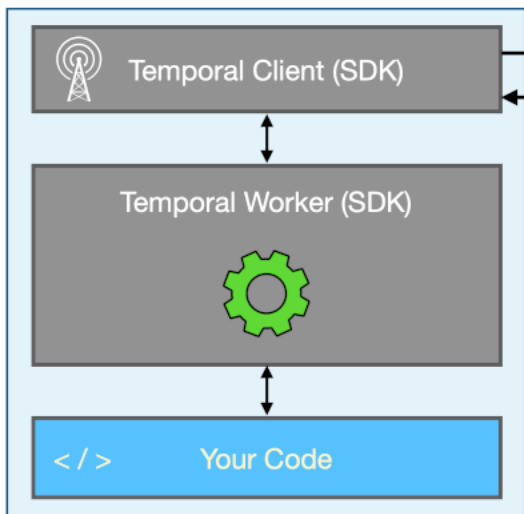 Temporal Client (SDK)
Temporal Worker (SDK)
</> Your Code